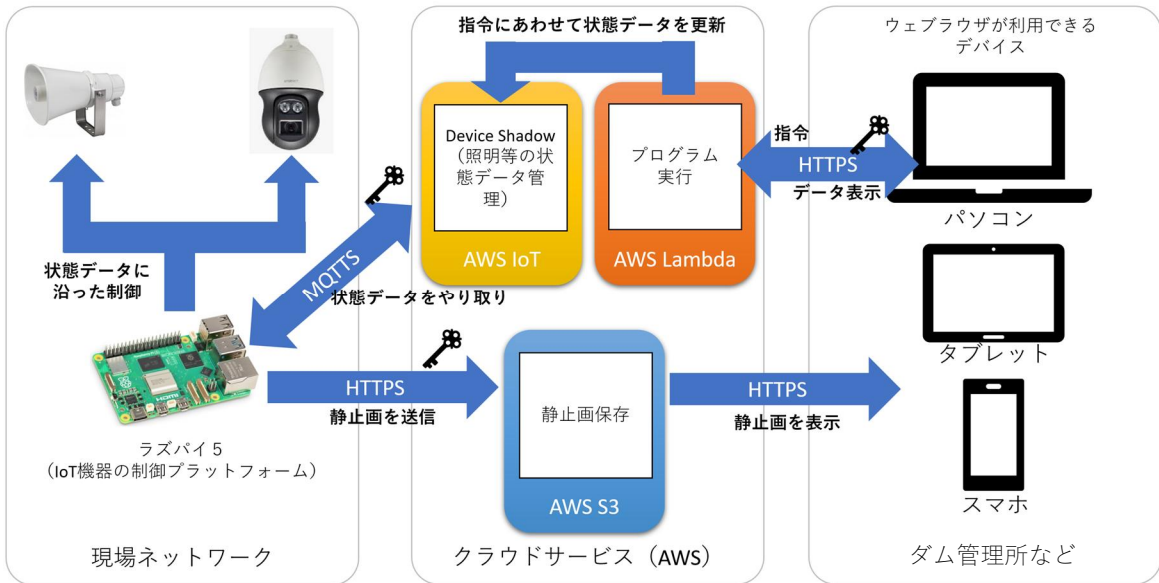 指令にあわせて状態データを更新
ウェブラウザが利用できる
デバイス
Device Shadow
（照明等の状
態データ管
理）
プログラム
実行
指令
HTTPS
データ表示
パソコン
AWS IoT
AWS Lambda
状態データに
沿った制御
MQTTS
状態データをやり取り
タブレット
HTTPS
静止画を送信
静止画保存
HTTPS
静止画を表示
ラズパイ５
（IoT機器の制御プラットフォーム）
AWS S3
スマホ
現場ネットワーク
クラウドサービス（AWS）
ダム管理所など